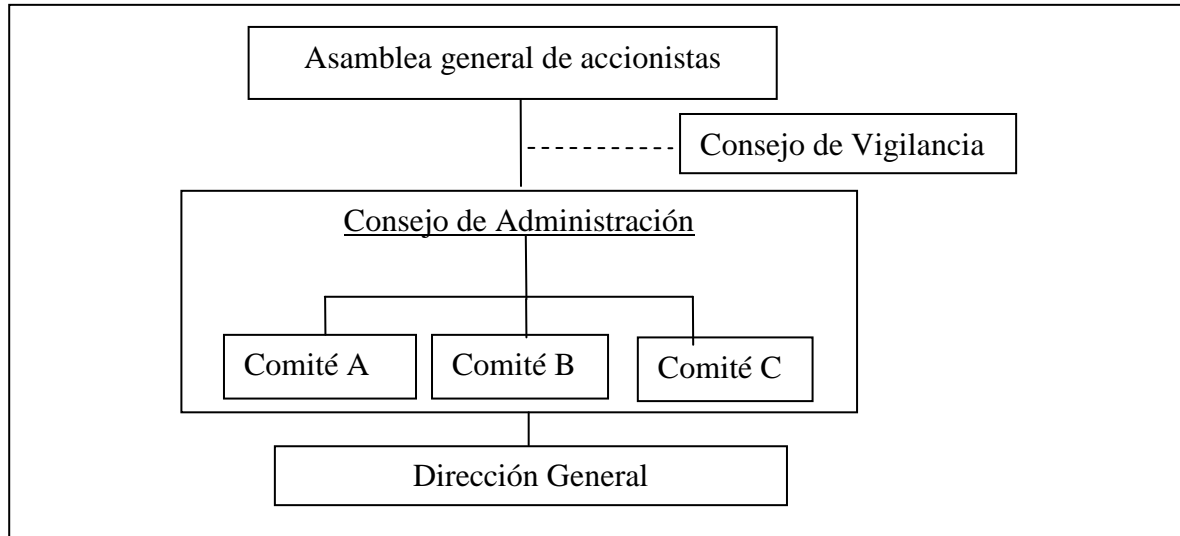 Asamblea general de accionistas
Consejo de Vigilancia
Consejo de Administración
Comité A
Comité B
Comité C
Dirección General